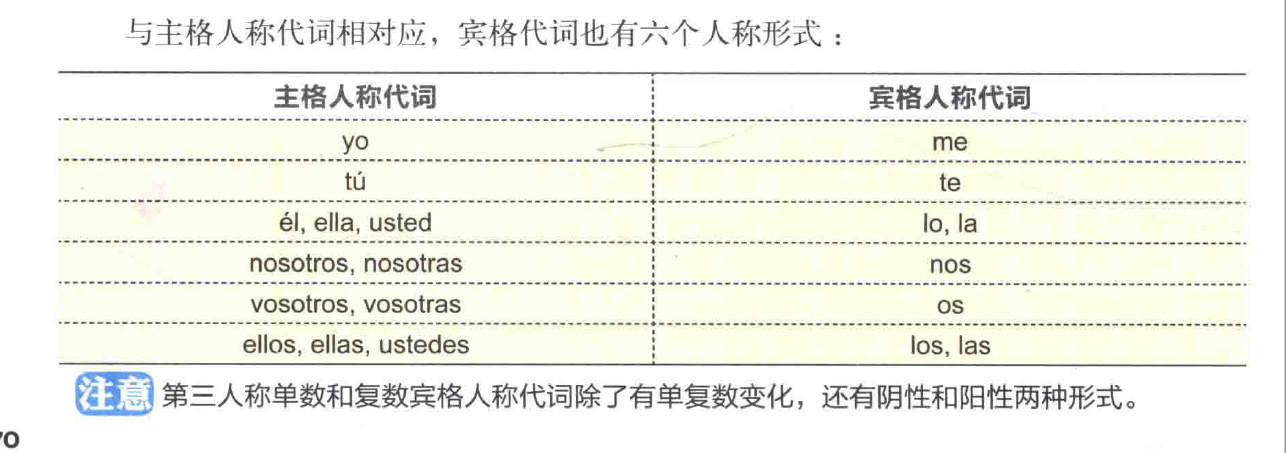 与主格人称代词相对应，宾格代词也有六个人称形式：
主格人称代词 宾格人称代词
yo me
tú te
él, ella, usted lo, la
nosotros, nosotras nos
vosotros, vosotras os
ellos, ellas, ustedes los, las
注意 第三人称单数和复数宾格人称代词除了有单复数变化，还有阴性和阳性两种形式。